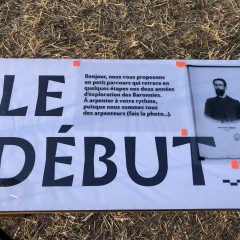 LE
DÉBUT
Bonjour, nous vous proposons
un petit parcours qui retrace en
quelques étapes nos deux années
d'exploration des Baronnies.
À arpenter à votre rythme,
puisque nous sommes tous
des arpenteurs (fais la photo...).